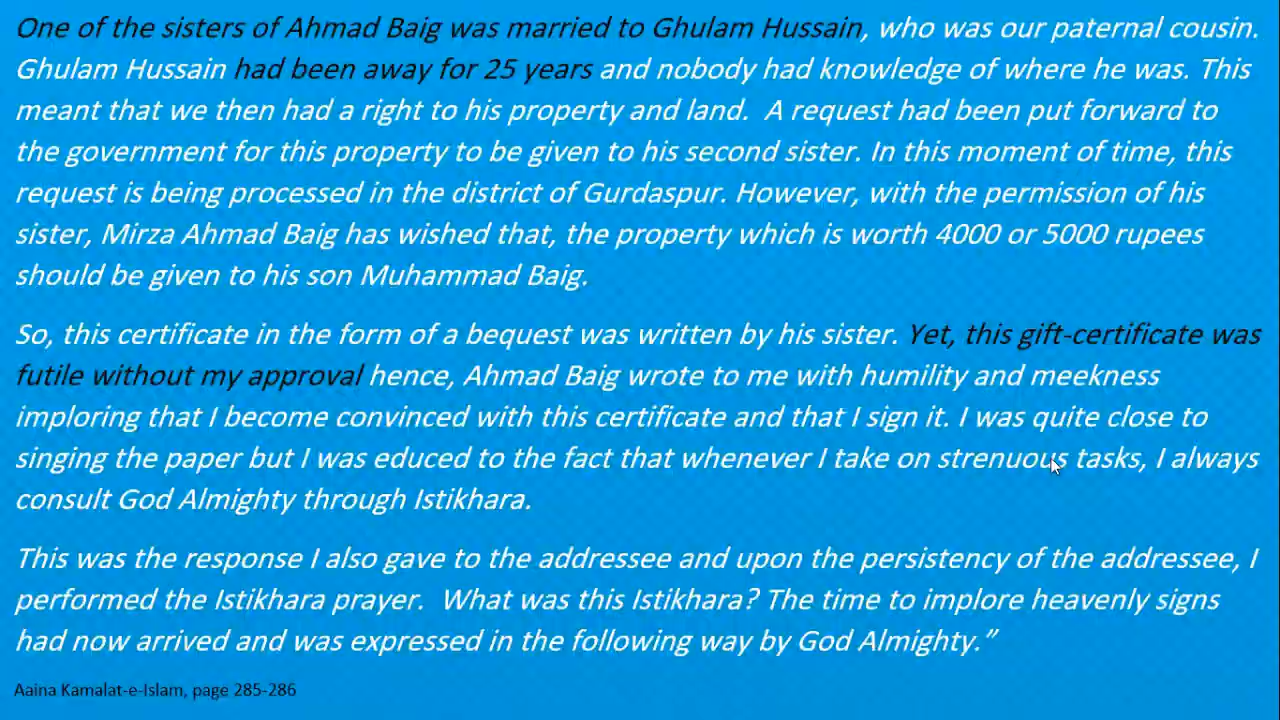 One of the sisters of Ahmad Baig was married to Ghulam Hussain, who was our paternal cousin.
Ghulam Hussain had been away for 25 years and nobody had knowledge of where he was. This
meant that we then had a right to his property and land.  A request had been put forward to
the government for this property to be given to his second sister. In this moment of time, this
request is being processed in the district of Gurdaspur. However, with the permission of his
sister, Mirza Ahmad Baig has wished that, the property which is worth 4000 or 5000 rupees
should be given to his son Muhammad Baig.
So, this certificate in the form of a bequest was written by his sister. Yet, this gift-certificate was
futile without my approval hence, Ahmad Baig wrote to me with humility and meekness
imploring that I become convinced with this certificate and that I sign it. I was quite close to
singing the paper but I was educed to the fact that whenever I take on strenuous tasks, I always
consult God Almighty through Istikhara.
This was the response I also gave to the addressee and upon the persistency of the addressee, I
performed the Istikhara prayer.  What was this Istikhara? The time to implore heavenly signs
had now arrived and was expressed in the following way by God Almighty.”
Aaina Kamalat-e-Islam, page 285-286